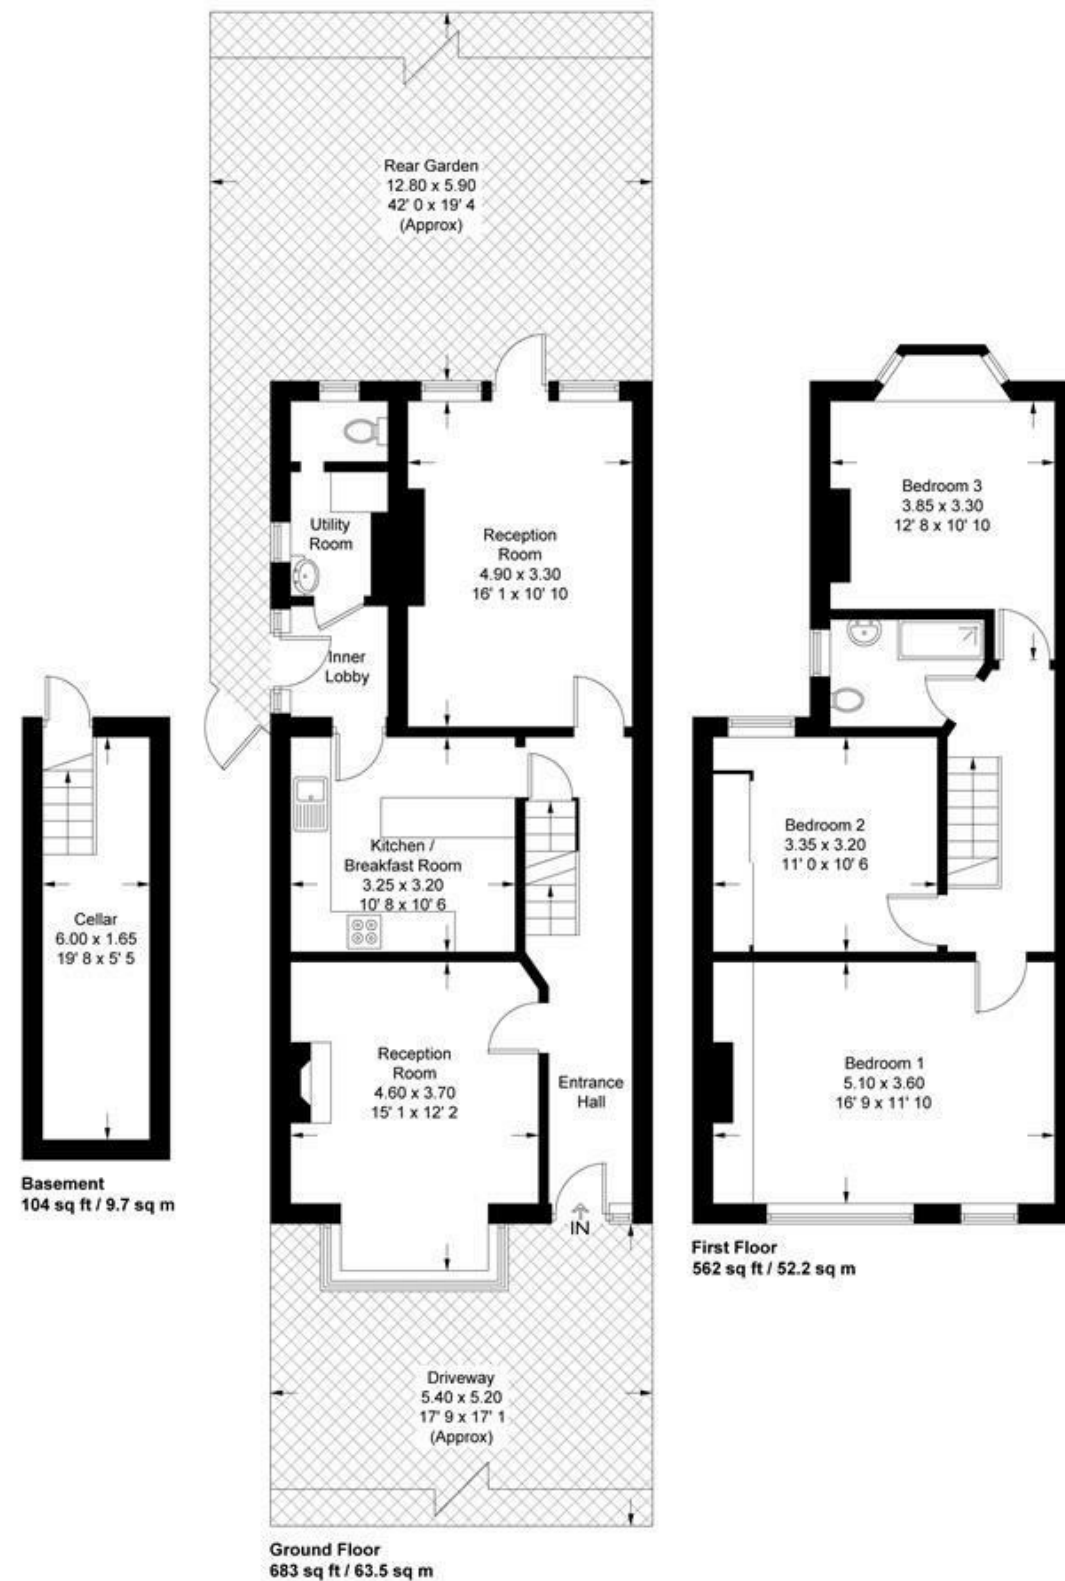 Rear Garden
12.80 x 5.90
42' 0 x 19' 4
(Approx)
Utility
Room
Reception
Room
4.90 x 3.30
16' 1 x 10' 10
Inner
Lobby
Kitchen /
Breakfast Room
3.25 x 3.20
10' 8 x 10' 6
Reception
Room
4.60 x 3.70
15' 1 x 12' 2
Entrance
Hall
IN
Driveway
5.40 x 5.20
17' 9 x 17' 1
(Approx)
Ground Floor
683 sq ft / 63.5 sq m
Cellar
6.00 x 1.65
19' 8 x 5' 5
Basement
104 sq ft / 9.7 sq m
Bedroom 3
3.85 x 3.30
12' 8 x 10' 10
Bedroom 2
3.35 x 3.20
11' 0 x 10' 6
Bedroom 1
5.10 x 3.60
16' 9 x 11' 10
First Floor
562 sq ft / 52.2 sq m